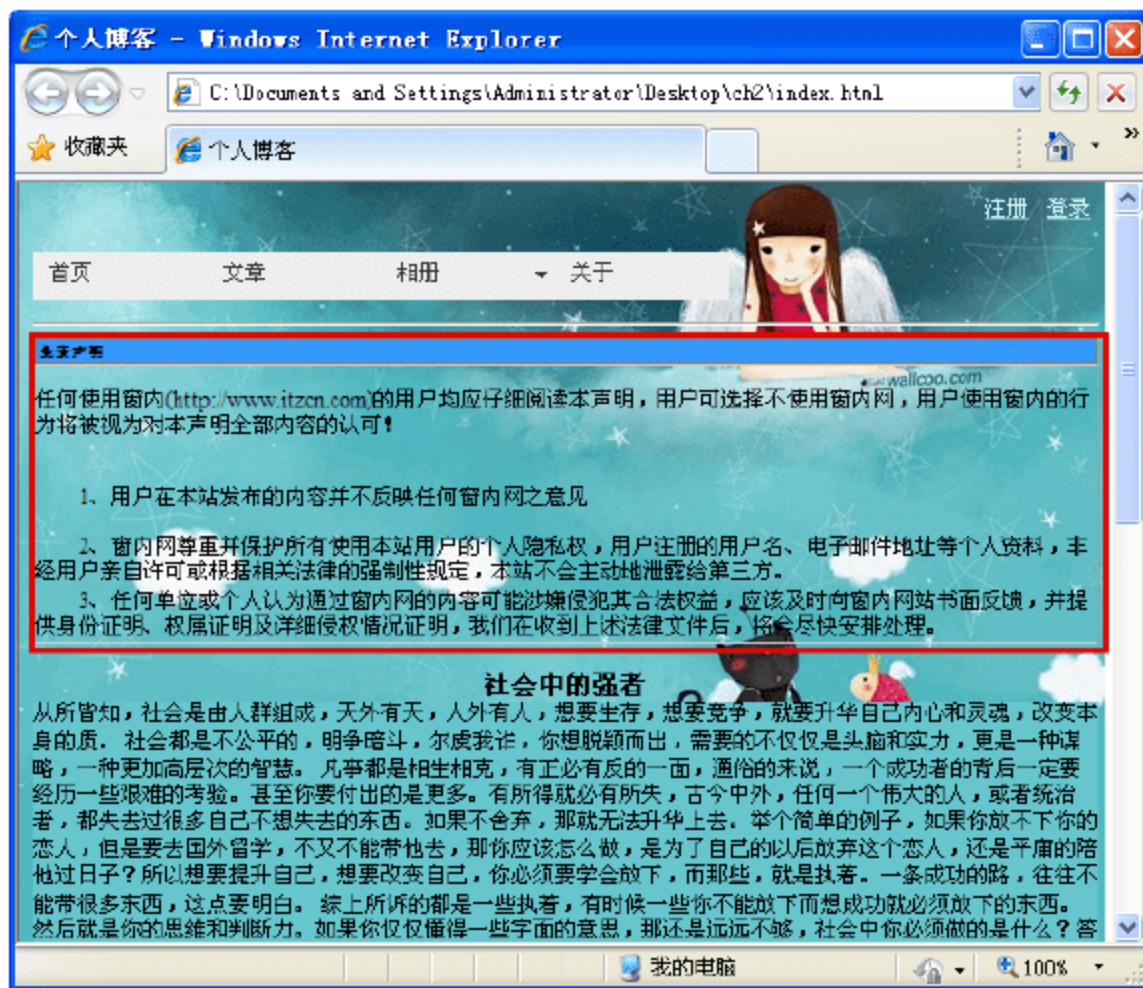 个人博客 - Windows Internet Explorer
C:\Documents and Settings\Administrator\Desktop\ch2\index.html
收藏夹 个人博客
注册 登录
首页 文章 相册 关于
免责声明
wallcoo.com
任何使用窗内(http://www.itzcn.com)的用户均应仔细阅读本声明，用户可选择不使用窗内网，用户使用窗内的行
为将被视为对本声明全部内容的认可！
1、用户在本站发布的内容并不反映任何窗内网之意见
2、窗内网尊重并保护所有使用本站用户的个人隐私权，用户注册的用户名、电子邮件地址等个人资料，非
经用户亲自许可或根据相关法律的强制性规定，本站不会主动地泄露给第三方。
3、任何单位或个人认为通过窗内网的内容可能涉嫌侵犯其合法权益，应该及时向窗内网站书面反馈，并提
供身份证明、权属证明及详细侵权情况证明，我们在收到上述法律文件后，将会尽快安排处理。
社会中的强者
从所皆知，社会是由人群组成，天外有天，人外有人，想要生存，想要竞争，就要升华自己内心和灵魂，改变本
身的质。 社会都是不公平的，明争暗斗，尔虞我诈，你想脱颖而出，需要的不仅仅是头脑和实力，更是一种谋
略，一种更加高层次的智慧。 凡事都是相生相克，有正必有反的一面，通俗的来说，一个成功者的背后一定要
经历一些艰难的考验。甚至你要付出的是更多。有所得就必有所失，古今中外，任何一个伟大的人，或者统治
者，都失去过很多自己不想失去的东西。如果不舍弃，那就无法升华上去。举个简单的例子，如果你放不下你的
恋人，但是要去国外留学，不又不能带他去，那你应该怎么做，是为了自己的以后放弃这个恋人，还是平庸的陪
他过日子？所以想要提升自己，想要改变自己，你必须要学会放下，而那些，就是执着。一条成功的路，往往不
能带很多东西，这点要明白。 综上所诉的都是一些执着，有时候一些你不能放下而想成功就必须放下的东西。
然后就是你的思维和判断力。如果你仅仅懂得一些字面的意思，那还是远远不够，社会中你必须做的是什么？答
我的电脑 100%